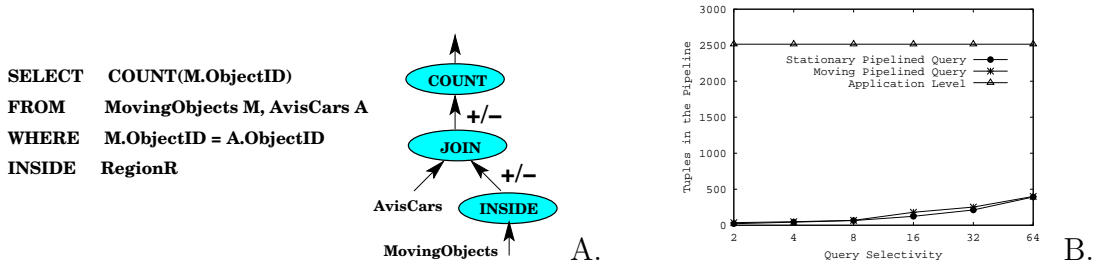 SELECT COUNT(M.ObjectID)
FROM MovingObjects M, AvisCars A
WHERE M.ObjectID = A.ObjectID
INSIDE RegionR
COUNT
+/−
JOIN
+/−
AvisCars
INSIDE
MovingObjects
A.
3000
2500
2000
1500
1000
500
0
Tuples in the Pipeline
Stationary Pipelined Query
Moving Pipelined Query
Application Level
2 4 8 16 32 64
Query Selectivity
B.